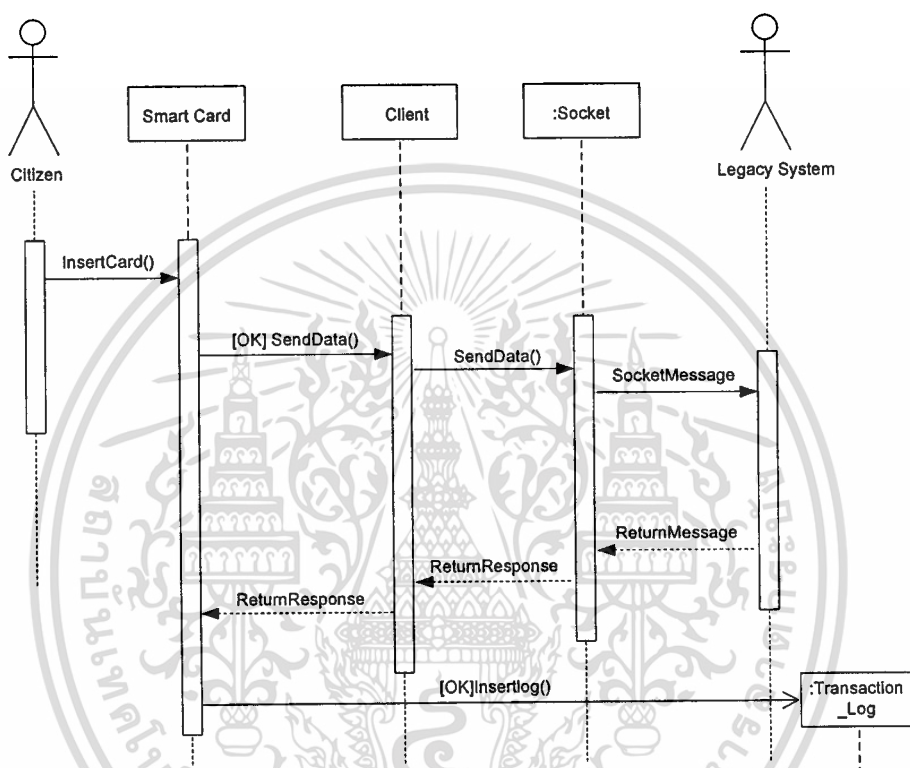 Smart Card
Client
:Socket
Citizen
Legacy System
InsertCard()
[OK] SendData()
SendData()
SocketMessage
ReturnMessage
ReturnResponse
ReturnResponse
[OK]Insertlog()
:Transaction
_Log